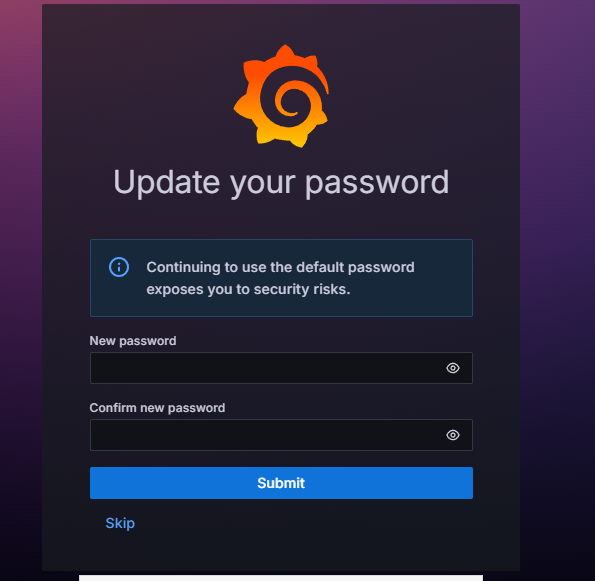 Update your password
Continuing to use the default password
exposes you to security risks.
New password
Confirm new password
Submit
Skip